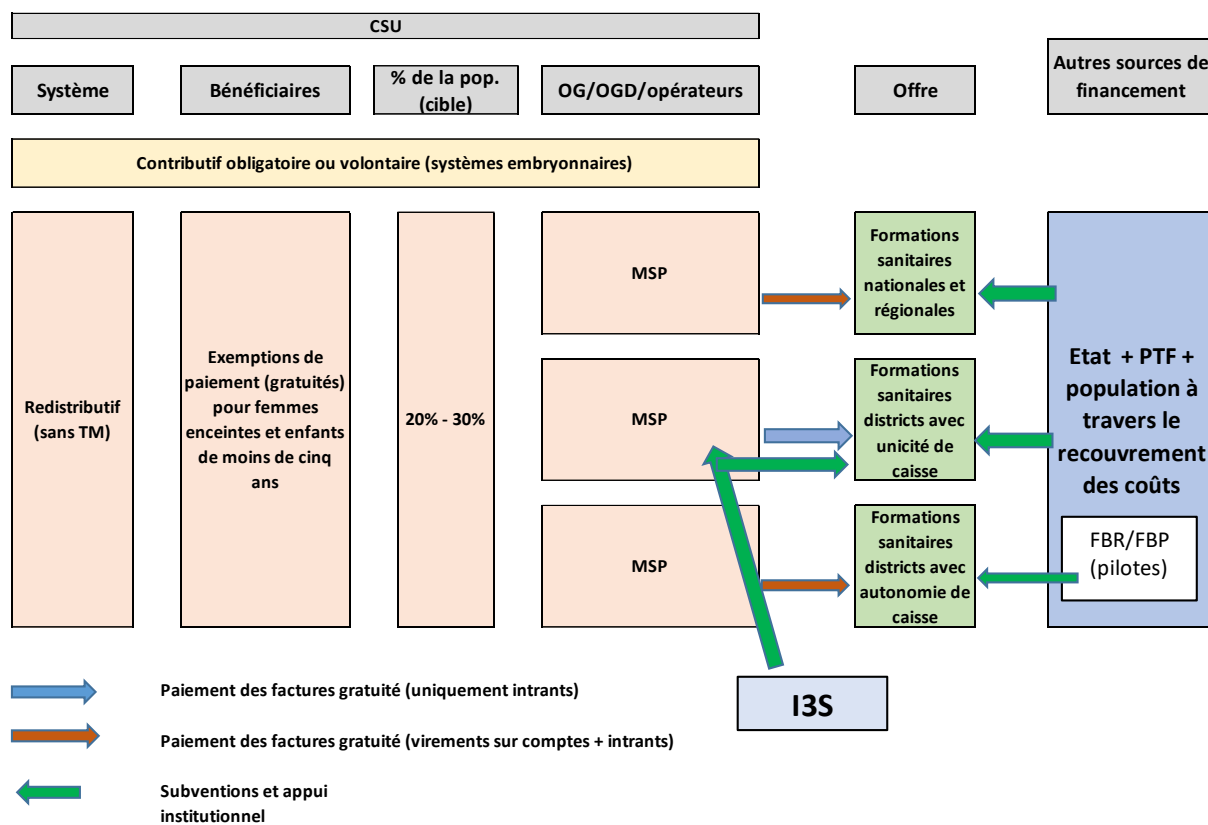 CSU
Système
Bénéficiaires
% de la pop.
(cible)
OG/OGD/opérateurs
Offre
Autres sources de
financement
Contributif obligatoire ou volontaire (systèmes embryonnaires)
Redistributif
(sans TM)
Exemptions de
paiement (gratuités)
pour femmes
enceintes et enfants
de moins de cinq
ans
20% - 30%
MSP
MSP
MSP
Formations
sanitaires
nationales et
régionales
Formations
sanitaires
districts avec
unicité de
caisse
Formations
sanitaires
districts avec
autonomie de
caisse
Etat + PTF +
population à
travers le
recouvrement
des coûts
FBR/FBP
(pilotes)
I3S
Paiement des factures gratuité (uniquement intrants)
Paiement des factures gratuité (virements sur comptes + intrants)
Subventions et appui
institutionnel